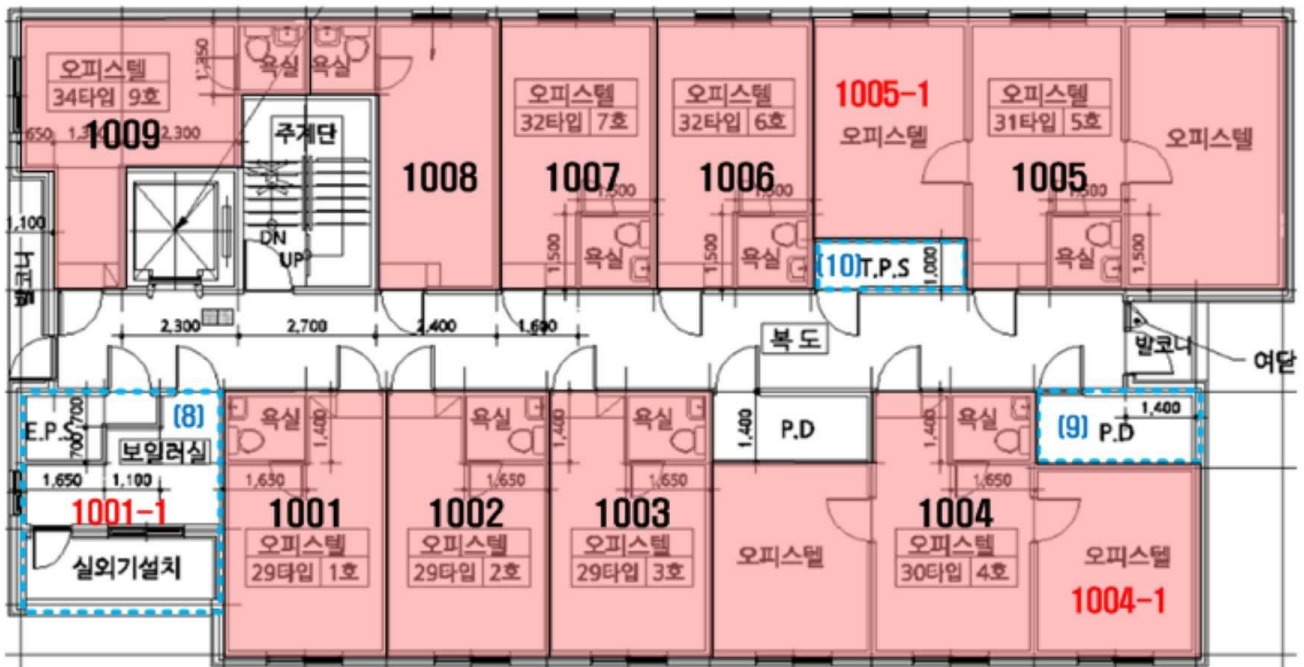 오피스텔
34타입 9호
1009
650
1,350
2,300
1,350
욕실
욕실
주계단
DN
UP
1008
오피스텔
32타입 7호
1007
1,500
1,500
욕실
오피스텔
32타입 6호
1006
1,500
1,500
욕실
1005-1
오피스텔
(10)
T.P.S
1,000
오피스텔
31타입 5호
1005
1,500
1,500
욕실
오피스텔
1,100
발코니
2,300
2,700
2,400
1,600
복도
발코니
여닫
E.P.S
700
700
(8)
보일러실
1,650
1,100
1001-1
실외기설치
욕실
1,400
1,650
1001
오피스텔
29타입 1호
욕실
1,650
1002
오피스텔
29타입 2호
욕실
1,400
1,650
1003
오피스텔
29타입 3호
1,400
P.D
오피스텔
욕실
1,400
1,650
1004
오피스텔
30타입 4호
(9)
P.D
1,400
오피스텔
1004-1